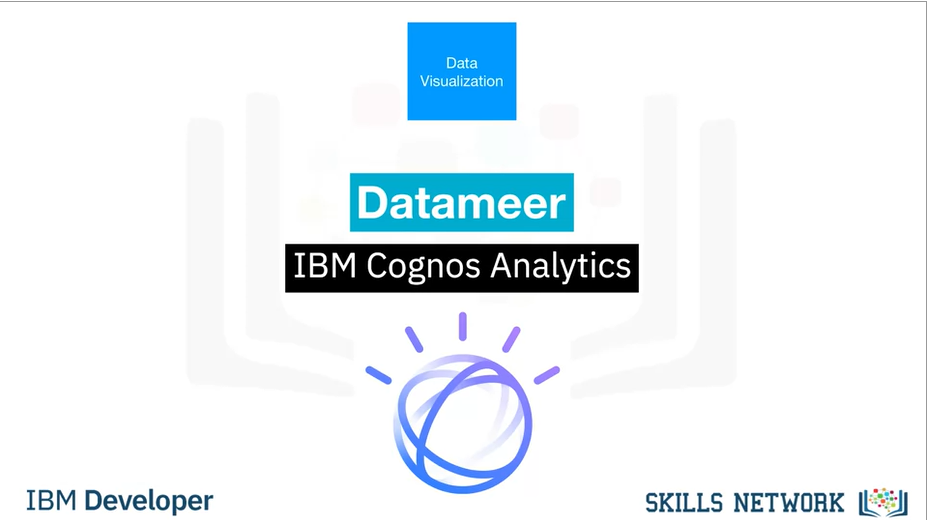 Data
Visualization
Datameer
IBM Cognos Analytics
IBM Developer
SKILLS NETWORK